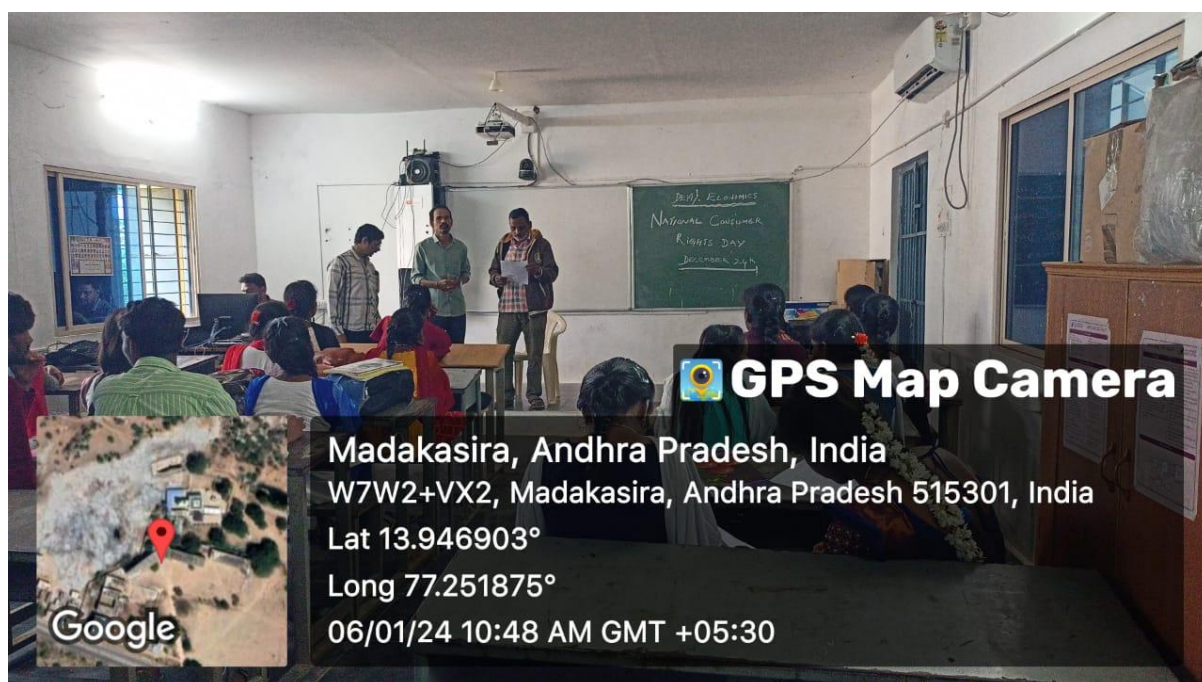 DEPT. ECONOMICS
NATIONAL CONSUMER
RIGHTS DAY
DECEMBER 24th
GPS Map Camera
Madakasira, Andhra Pradesh, India
W7W2+VX2, Madakasira, Andhra Pradesh 515301, India
Lat 13.946903°
Long 77.251875°
06/01/24 10:48 AM GMT +05:30
Google